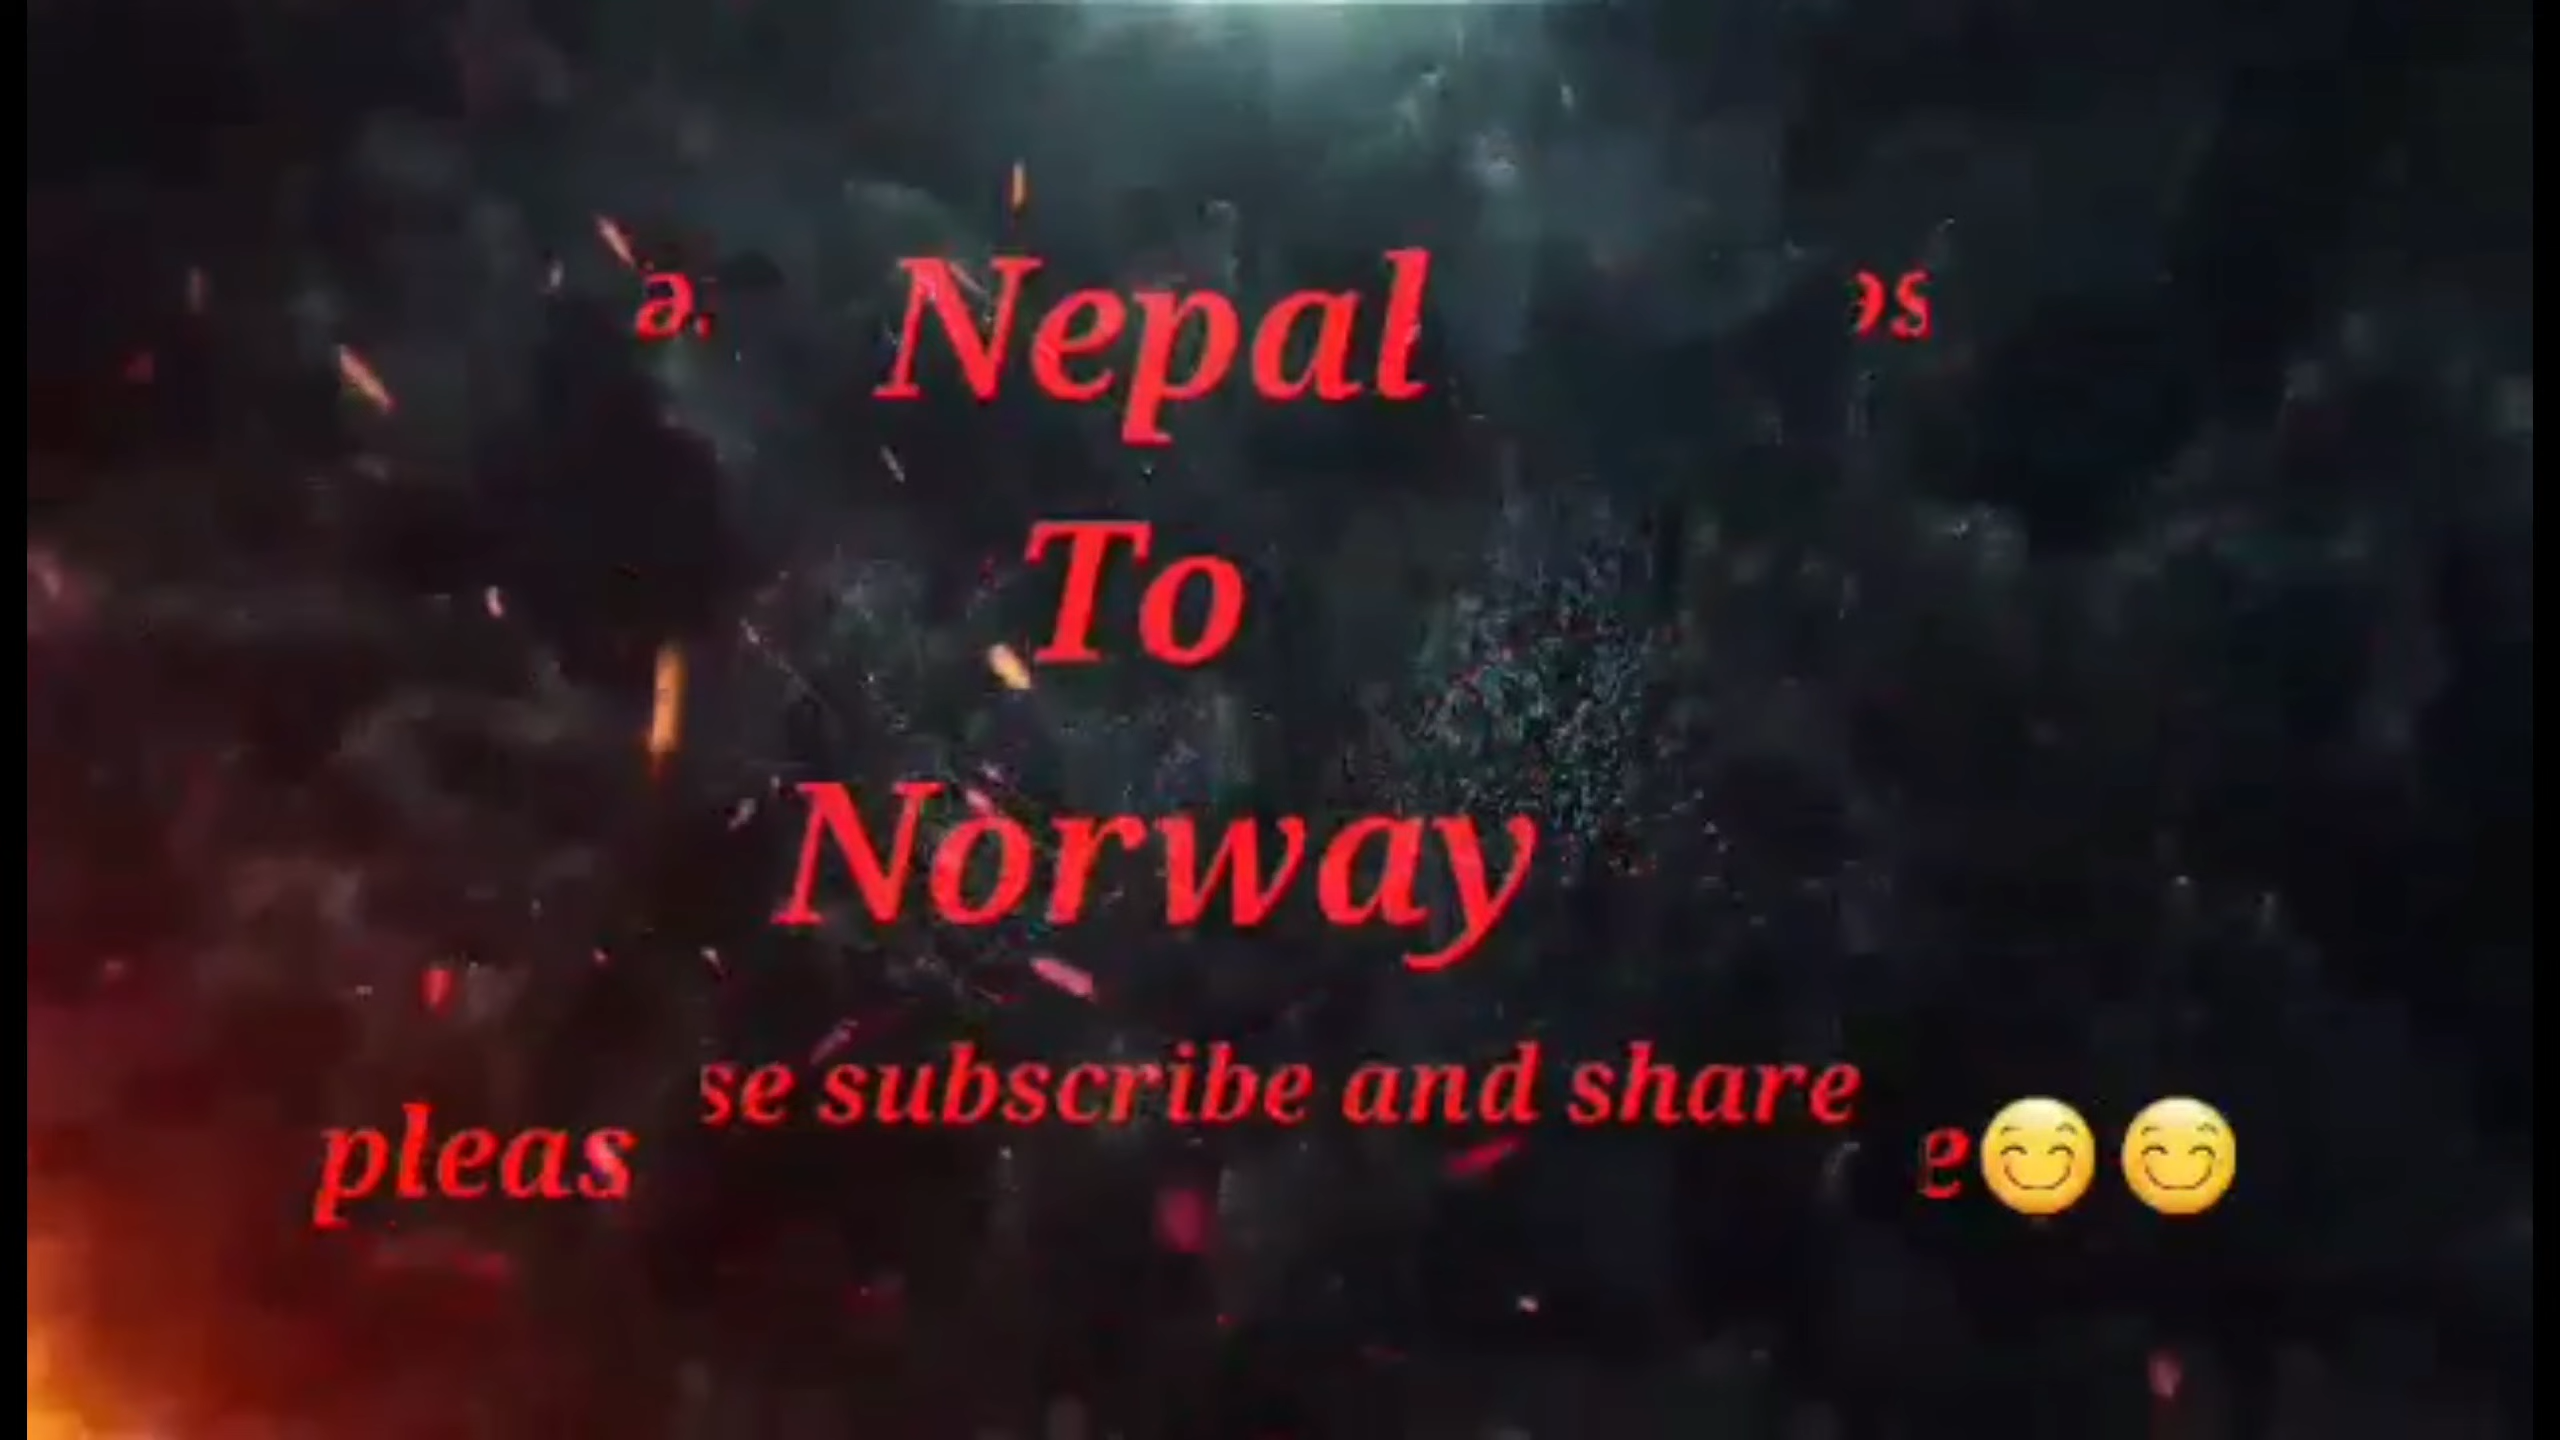 Nepal
To
Norway
se subscribe and share
pleas e😊😊